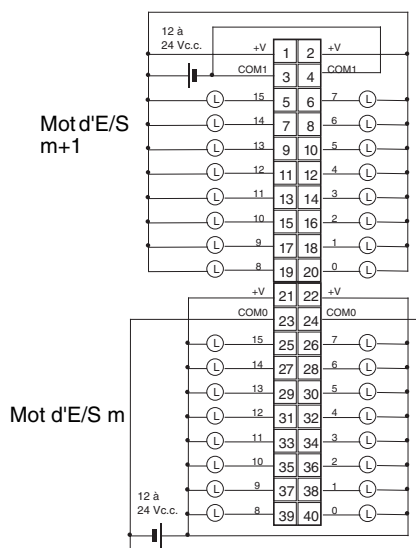 12 à
24 Vc.c.
+V 1 2 +V
COM1 3 4 COM1
L 15 5 6 7 L
Mot d'E/S
m+1
L 14 7 8 6 L
L 13 9 10 5 L
L 12 11 12 4 L
L 11 13 14 3 L
L 10 15 16 2 L
L 9 17 18 1 L
L 8 19 20 0 L
+V 21 22 +V
COM0 23 24 COM0
L 15 25 26 7 L
L 14 27 28 6 L
L 13 29 30 5 L
Mot d'E/S m
L 12 31 32 4 L
L 11 33 34 3 L
L 10 35 36 2 L
L 9 37 38 1 L
L 8 39 40 0 L
12 à
24 Vc.c.